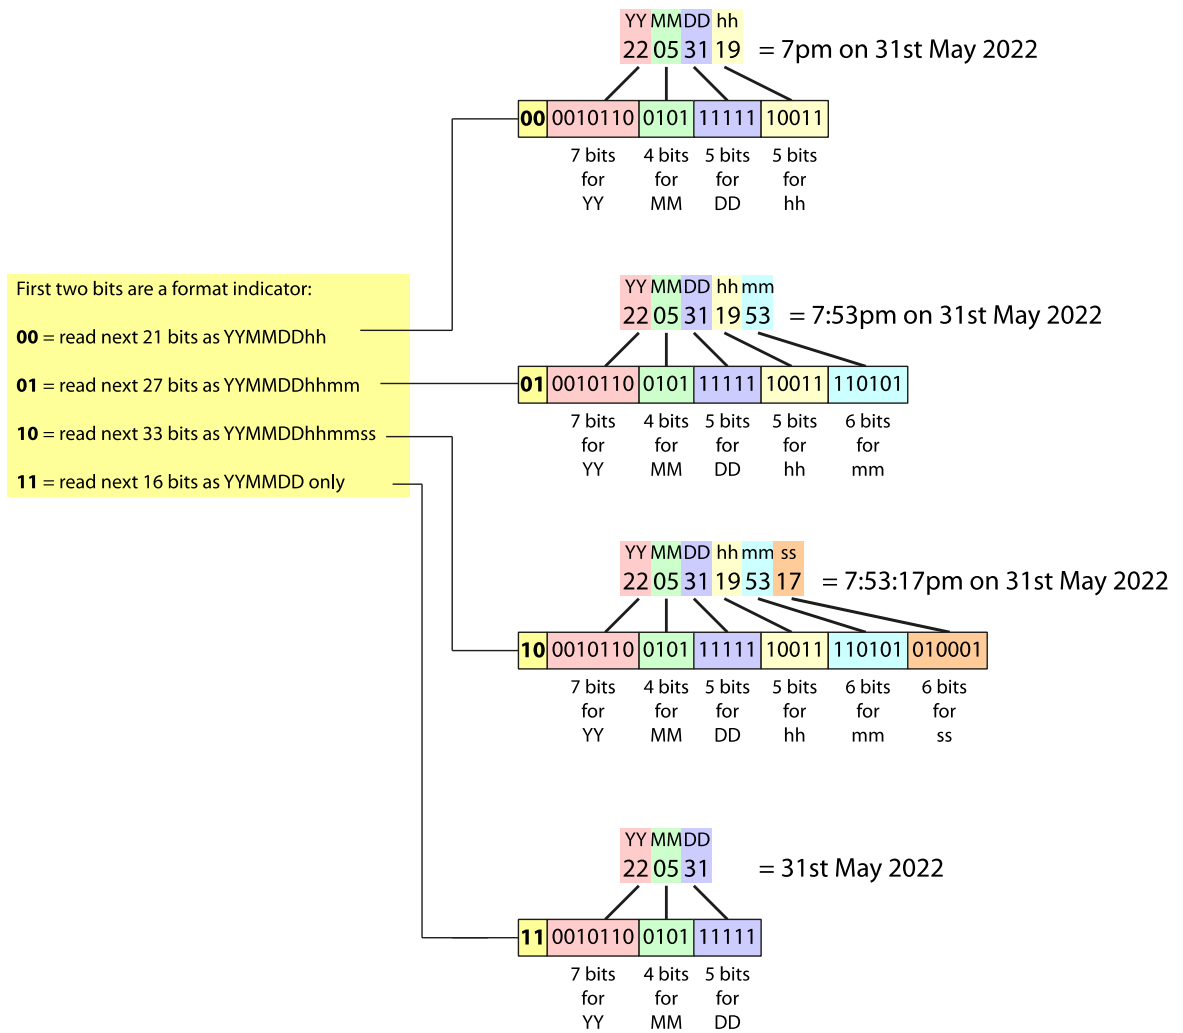 YY MM DD hh
22 05 31 19 = 7pm on 31st May 2022
00 0010110 0101 11111 10011
7 bits 4 bits 5 bits 5 bits
for for for for
YY MM DD hh
First two bits are a format indicator:
00 = read next 21 bits as YYMMDDhh
01 = read next 27 bits as YYMMDDhhmm
10 = read next 33 bits as YYMMDDhhmmss
11 = read next 16 bits as YYMMDD only
YY MM DD hh mm
22 05 31 19 53 = 7:53pm on 31st May 2022
01 0010110 0101 11111 10011 110101
7 bits 4 bits 5 bits 5 bits 6 bits
for for for for for
YY MM DD hh mm
YY MM DD hh mm ss
22 05 31 19 53 17 = 7:53:17pm on 31st May 2022
10 0010110 0101 11111 10011 110101 010001
7 bits 4 bits 5 bits 5 bits 6 bits 6 bits
for for for for for for
YY MM DD hh mm ss
YY MM DD
22 05 31 = 31st May 2022
11 0010110 0101 11111
7 bits 4 bits 5 bits
for for for
YY MM DD